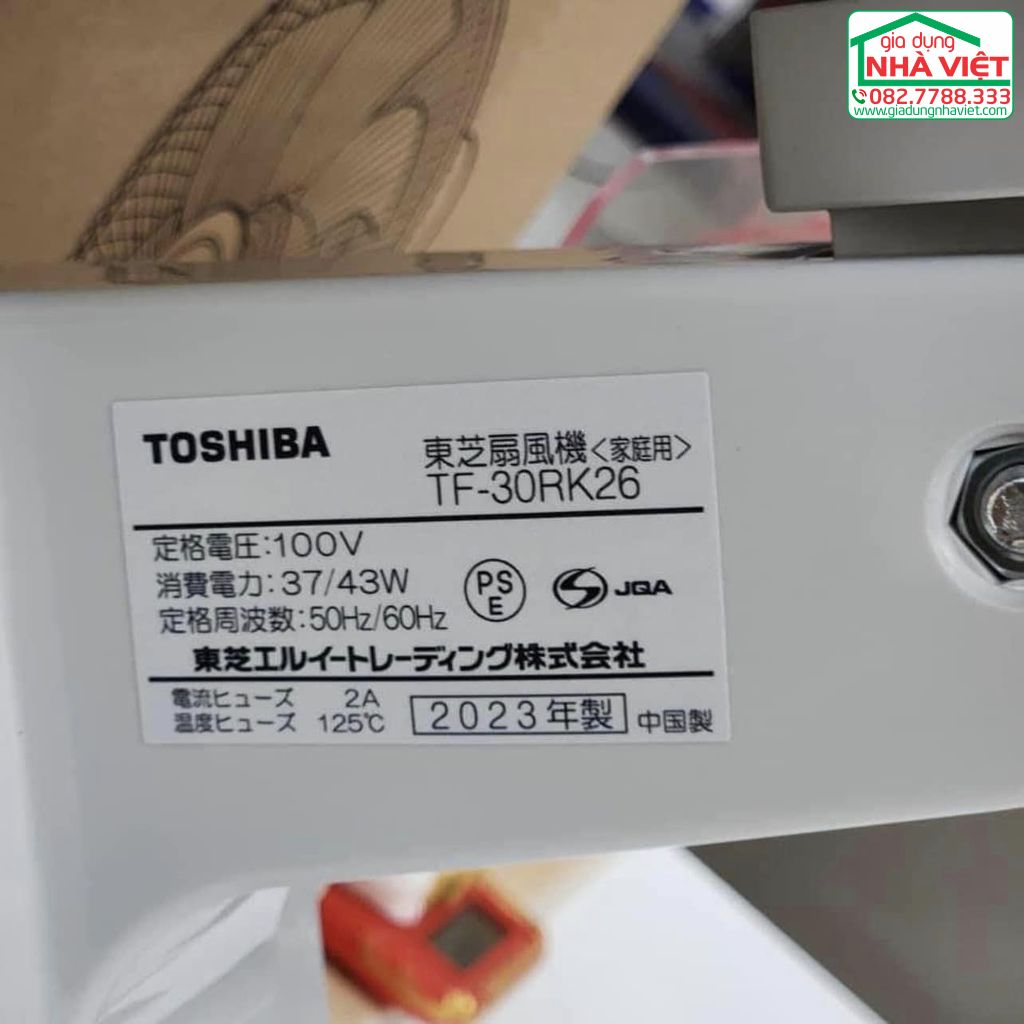 gia dụng
NHÀ VIỆT
082.7788.333
www.giadungnhaviet.com
TOSHIBA
東芝扇風機<家庭用>
TF-30RK26
定格電圧:100V
消費電力:37/43W
定格周波数:50Hz/60Hz
PS
E
JQA
東芝エルイートレーディング株式会社
電流ヒューズ 2A
温度ヒューズ 125℃
2023年製
中国製